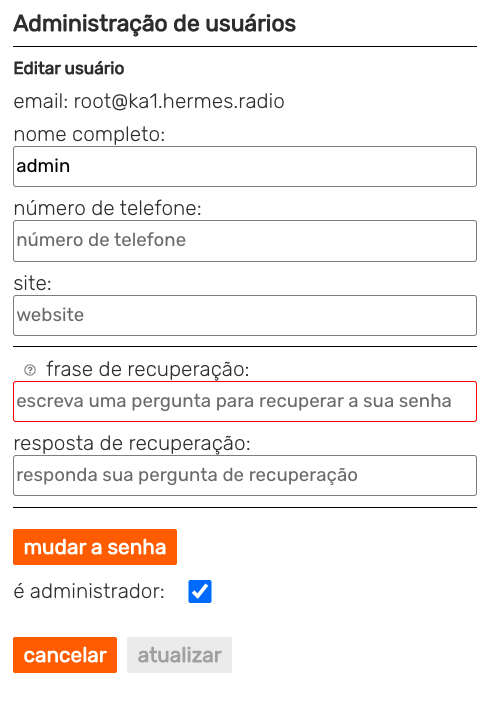 Administração de usuários
Editar usuário
email: root@ka1.hermes.radio
nome completo:
admin
número de telefone:
número de telefone
site:
website
frase de recuperação:
escreva uma pergunta para recuperar a sua senha
resposta de recuperação:
responda sua pergunta de recuperação
mudar a senha
é administrador:
cancelar atualizar